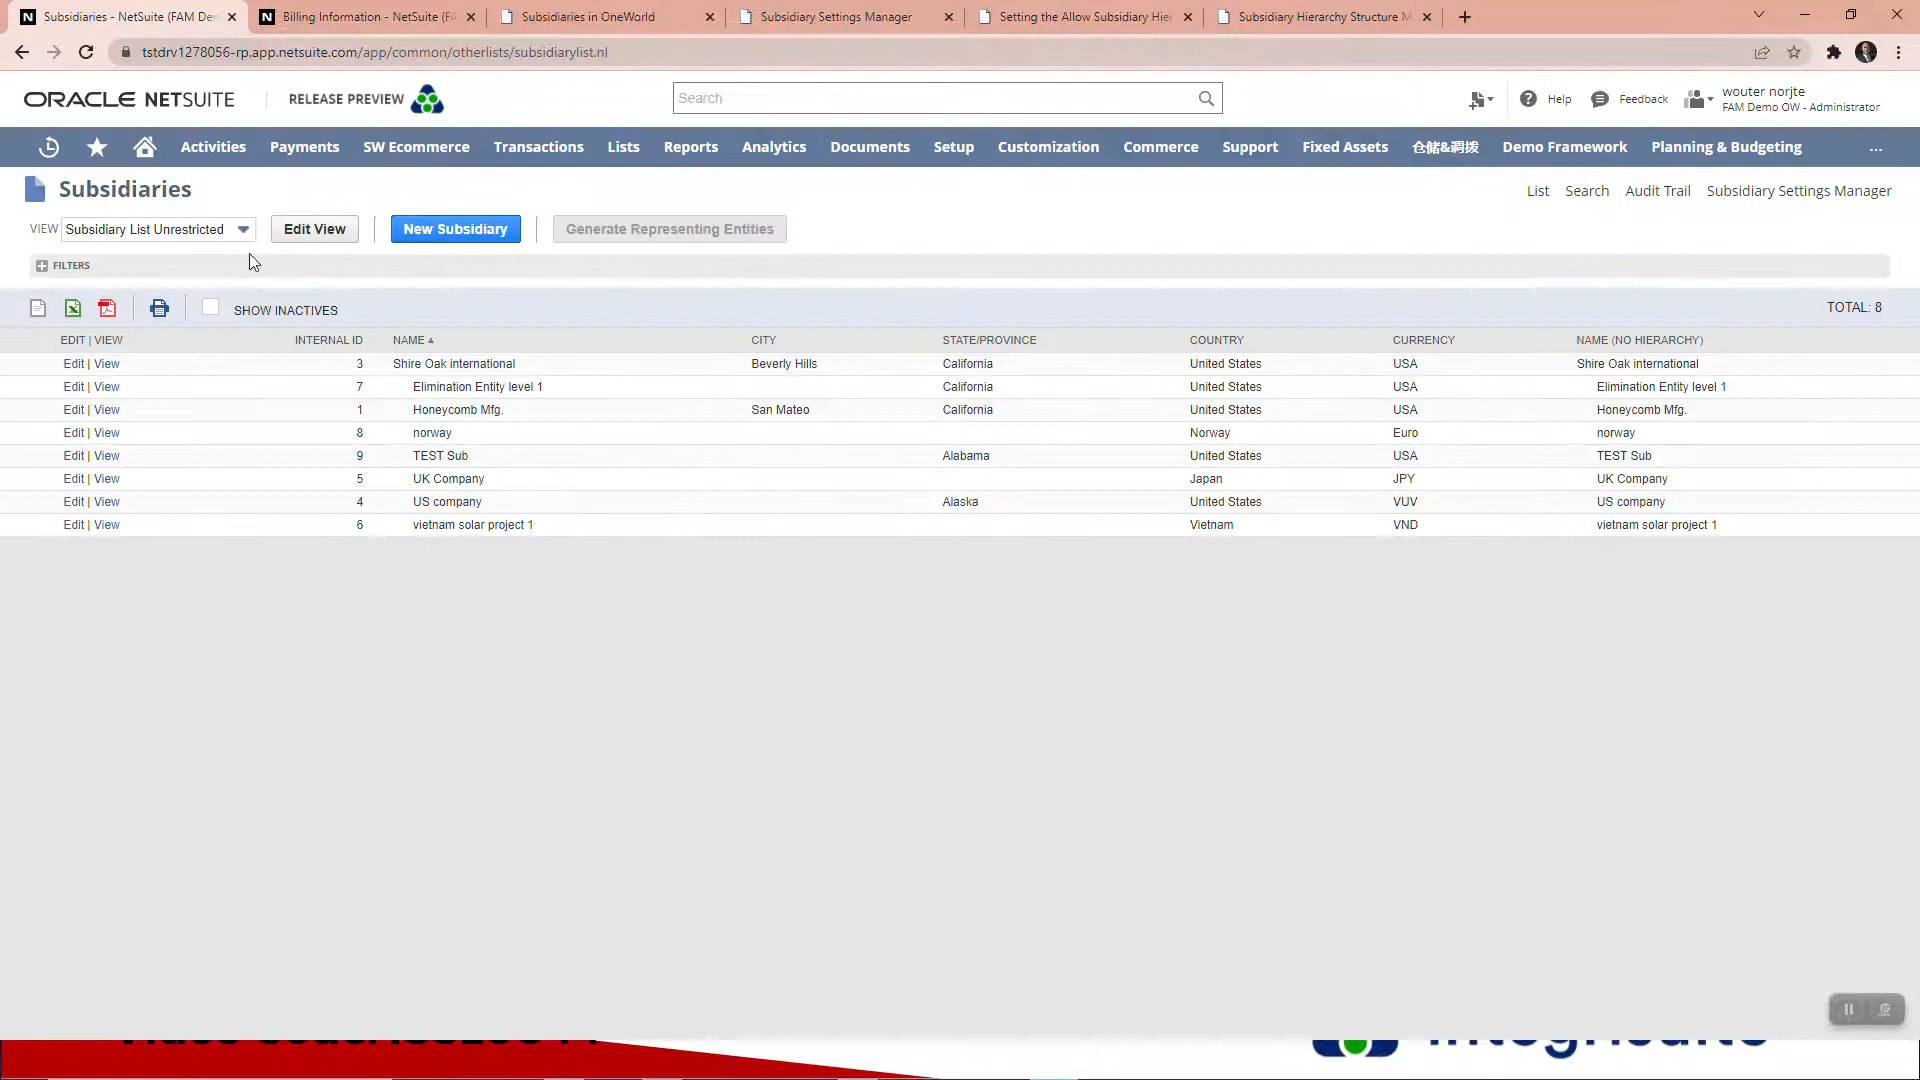 Subsidiaries - NetSuite (FAM De
Billing Information - NetSuite (FA
Subsidiaries in OneWorld
Subsidiary Settings Manager
Setting the Allow Subsidiary Hie
Subsidiary Hierarchy Structure M
tstdrv1278056-rp.app.netsuite.com/app/common/otherlists/subsidiarylist.nl
ORACLE NETSUITE
RELEASE PREVIEW
Search
Help
Feedback
wouter norjte
FAM Demo OW - Administrator
Activities Payments SW Ecommerce Transactions Lists Reports Analytics Documents Setup Customization Commerce Support Fixed Assets 仓储&调拨 Demo Framework Planning & Budgeting ...
Subsidiaries
List Search Audit Trail Subsidiary Settings Manager
VIEW Subsidiary List Unrestricted Edit View New Subsidiary Generate Representing Entities
FILTERS
SHOW INACTIVES TOTAL: 8
EDIT | VIEW INTERNAL ID NAME CITY STATE/PROVINCE COUNTRY CURRENCY NAME (NO HIERARCHY)
Edit | View 3 Shire Oak international Beverly Hills California United States USA Shire Oak international
Edit | View 7 Elimination Entity level 1 California United States USA Elimination Entity level 1
Edit | View 1 Honeycomb Mfg. San Mateo California United States USA Honeycomb Mfg.
Edit | View 8 norway Norway Euro norway
Edit | View 9 TEST Sub Alabama United States USA TEST Sub
Edit | View 5 UK Company Japan JPY UK Company
Edit | View 4 US company Alaska United States VUV US company
Edit | View 6 vietnam solar project 1 Vietnam VND vietnam solar project 1